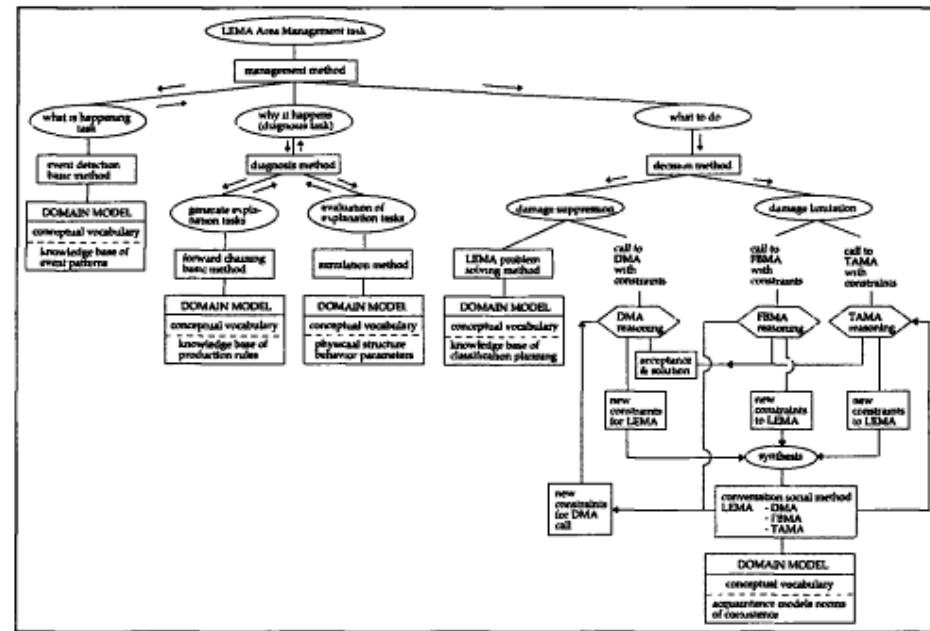 LEMA Area Management task
management method
what is happening
task
why it happens
(diagnosis task)
what to do
event detection
basic method
diagnosis method
decision method
DOMAIN MODEL
conceptual vocabulary
knowledge base of
event patterns
generate expla-
nation tasks
evaluation of
explanation tasks
damage suppression
damage limitation
forward chaining
basic method
simulation method
LEMA problem
solving method
call to
DMA
with
constraints
call to
FBMA
with
constraints
call to
TAMA
with
constraints
DOMAIN MODEL
conceptual vocabulary
knowledge base of
production rules
DOMAIN MODEL
conceptual vocabulary
physical structure
behavior parameters
DOMAIN MODEL
conceptual vocabulary
knowledge base of
classification planning
DMA
reasoning
FBMA
reasoning
TAMA
reasoning
acceptance
& solution
new
constraints
for LEMA
new
constraints
to LEMA
new
constraints
to LEMA
synthesis
new
constraints
for DMA
call
conversation social method
LEMA - DMA
- FBMA
- TAMA
DOMAIN MODEL
conceptual vocabulary
acquaintance models norms
of coexistence